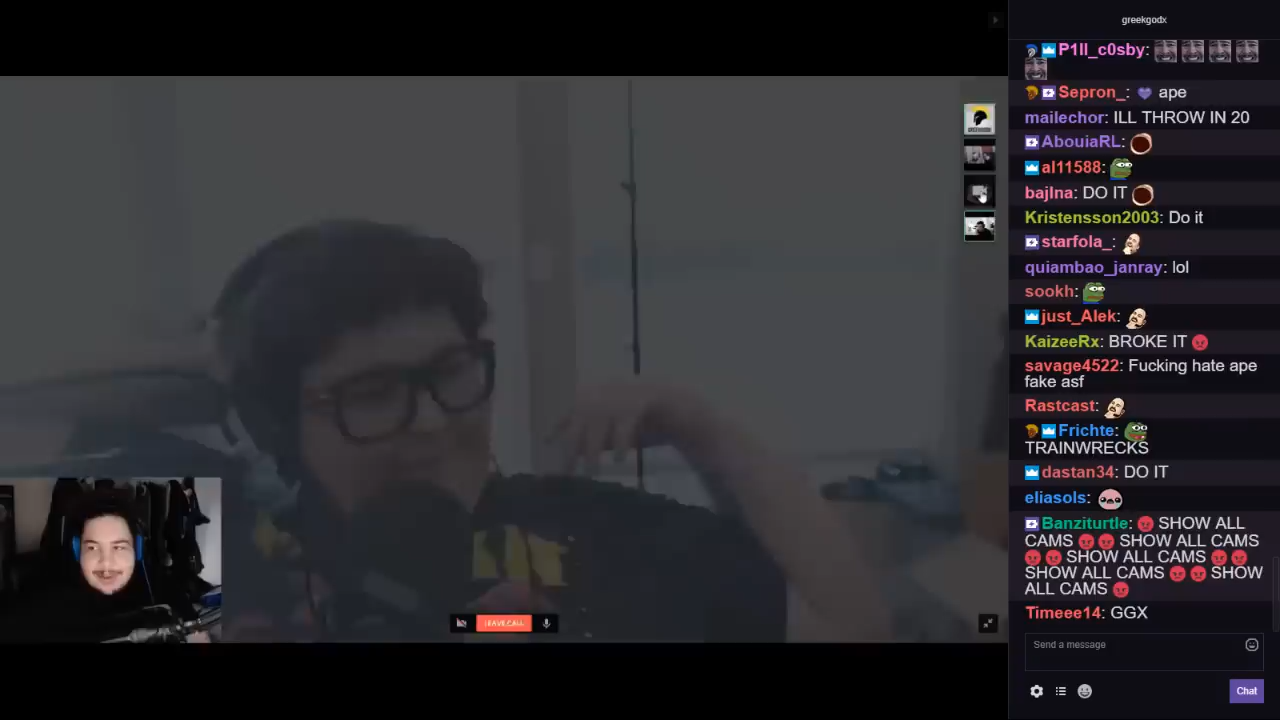 greekgodx
P1ll_c0sby:
Sepron_: ape
mailechor: ILL THROW IN 20
AbouiaRL:
al11588:
bajlna: DO IT
Kristensson2003: Do it
starfola_:
quiambao_janray: lol
sookh:
just_Alek:
KaizeeRx: BROKE IT
savage4522: Fucking hate ape
fake asf
Rastcast:
Frichte:
TRAINWRECKS
dastan34: DO IT
eliasols:
Banziturtle: SHOW ALL
CAMS SHOW ALL CAMS
SHOW ALL CAMS
SHOW ALL CAMS SHOW
ALL CAMS
Timeee14: GGX
Send a message
Chat
LEAVE CALL